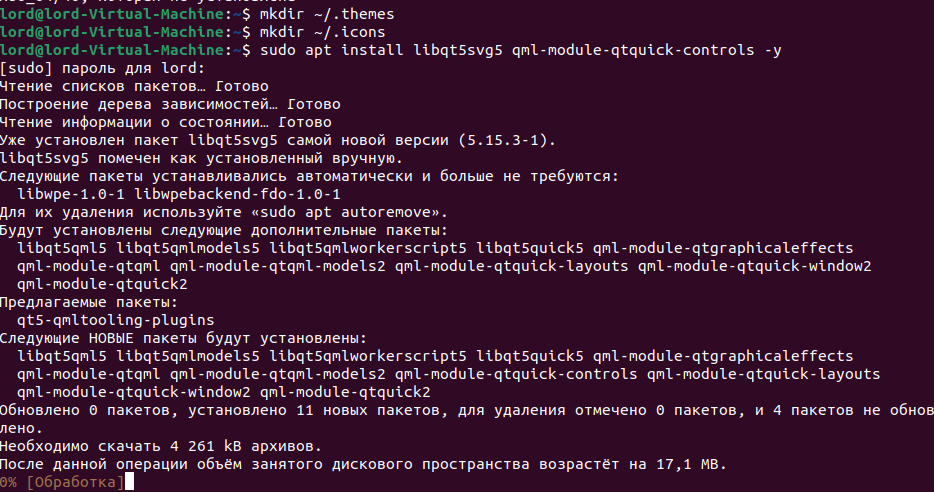 lord@lord-Virtual-Machine:~$ mkdir ~/.themes
lord@lord-Virtual-Machine:~$ mkdir ~/.icons
lord@lord-Virtual-Machine:~$ sudo apt install libqt5svg5 qml-module-qtquick-controls -y
[sudo] пароль для lord:
Чтение списков пакетов… Готово
Построение дерева зависимостей… Готово
Чтение информации о состоянии… Готово
Уже установлен пакет libqt5svg5 самой новой версии (5.15.3-1).
libqt5svg5 помечен как установленный вручную.
Следующие пакеты устанавливались автоматически и больше не требуются:
libwpe-1.0-1 libwpebackend-fdo-1.0-1
Для их удаления используйте «sudo apt autoremove».
Будут установлены следующие дополнительные пакеты:
libqt5qml5 libqt5qmlmodels5 libqt5qmlworkerscript5 libqt5quick5 qml-module-qtgraphicaleffects
qml-module-qtqml qml-module-qtqml-models2 qml-module-qtquick-layouts qml-module-qtquick-window2
qml-module-qtquick2
Предлагаемые пакеты:
qt5-qmltooling-plugins
Следующие НОВЫЕ пакеты будут установлены:
libqt5qml5 libqt5qmlmodels5 libqt5qmlworkerscript5 libqt5quick5 qml-module-qtgraphicaleffects
qml-module-qtqml qml-module-qtqml-models2 qml-module-qtquick-controls qml-module-qtquick-layouts
qml-module-qtquick-window2 qml-module-qtquick2
Обновлено 0 пакетов, установлено 11 новых пакетов, для удаления отмечено 0 пакетов, и 4 пакетов не обнов
лено.
Необходимо скачать 4 261 kB архивов.
После данной операции объём занятого дискового пространства возрастёт на 17,1 MB.
0% [Обработка]